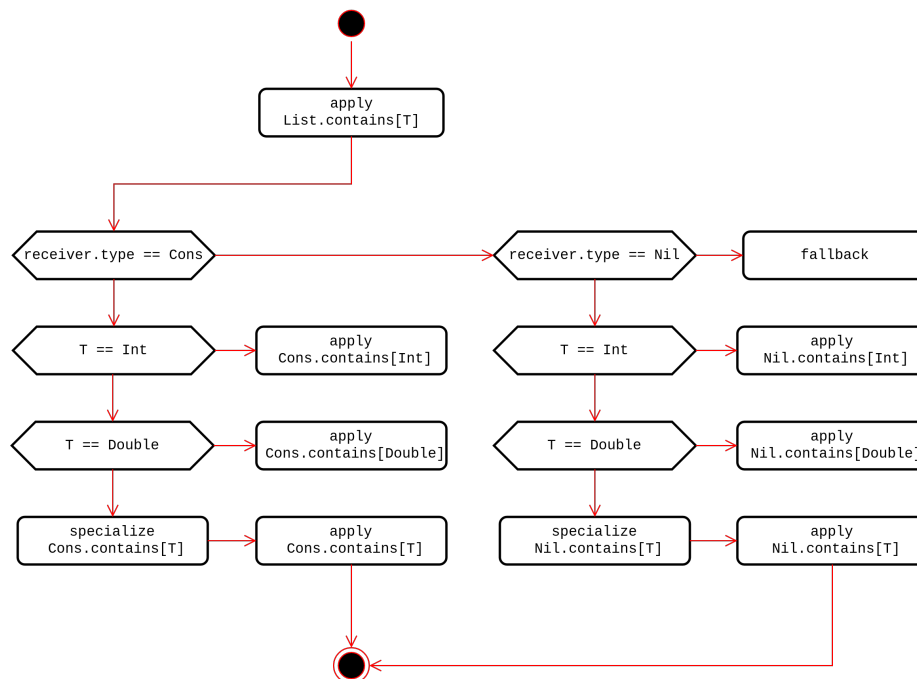 apply
List.contains[T]
receiver.type == Cons
receiver.type == Nil
fallback
T == Int
apply
Cons.contains[Int]
T == Int
apply
Nil.contains[Int]
T == Double
apply
Cons.contains[Double]
T == Double
apply
Nil.contains[Double]
specialize
Cons.contains[T]
apply
Cons.contains[T]
specialize
Nil.contains[T]
apply
Nil.contains[T]